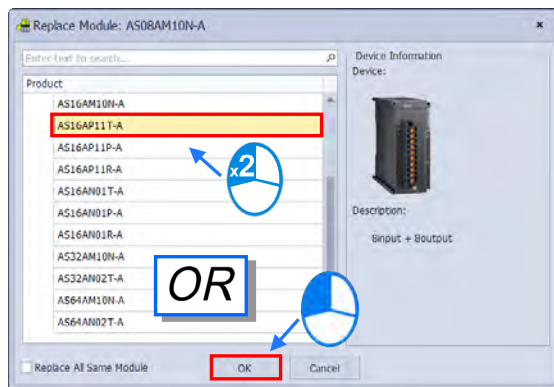 Replace Module: AS08AM10N-A
Enter text to search...
Device Information
Device:
Product
AS16AM10N-A
AS16AP11T-A
AS16AP11P-A
AS16AP11R-A
x2
AS16AN01T-A
AS16AN01P-A
Description:
AS16AN01R-A
8input + 8output
AS32AM10N-A
AS32AN02T-A
OR
AS64AM10N-A
AS64AN02T-A
Replace All Same Module
OK
Cancel